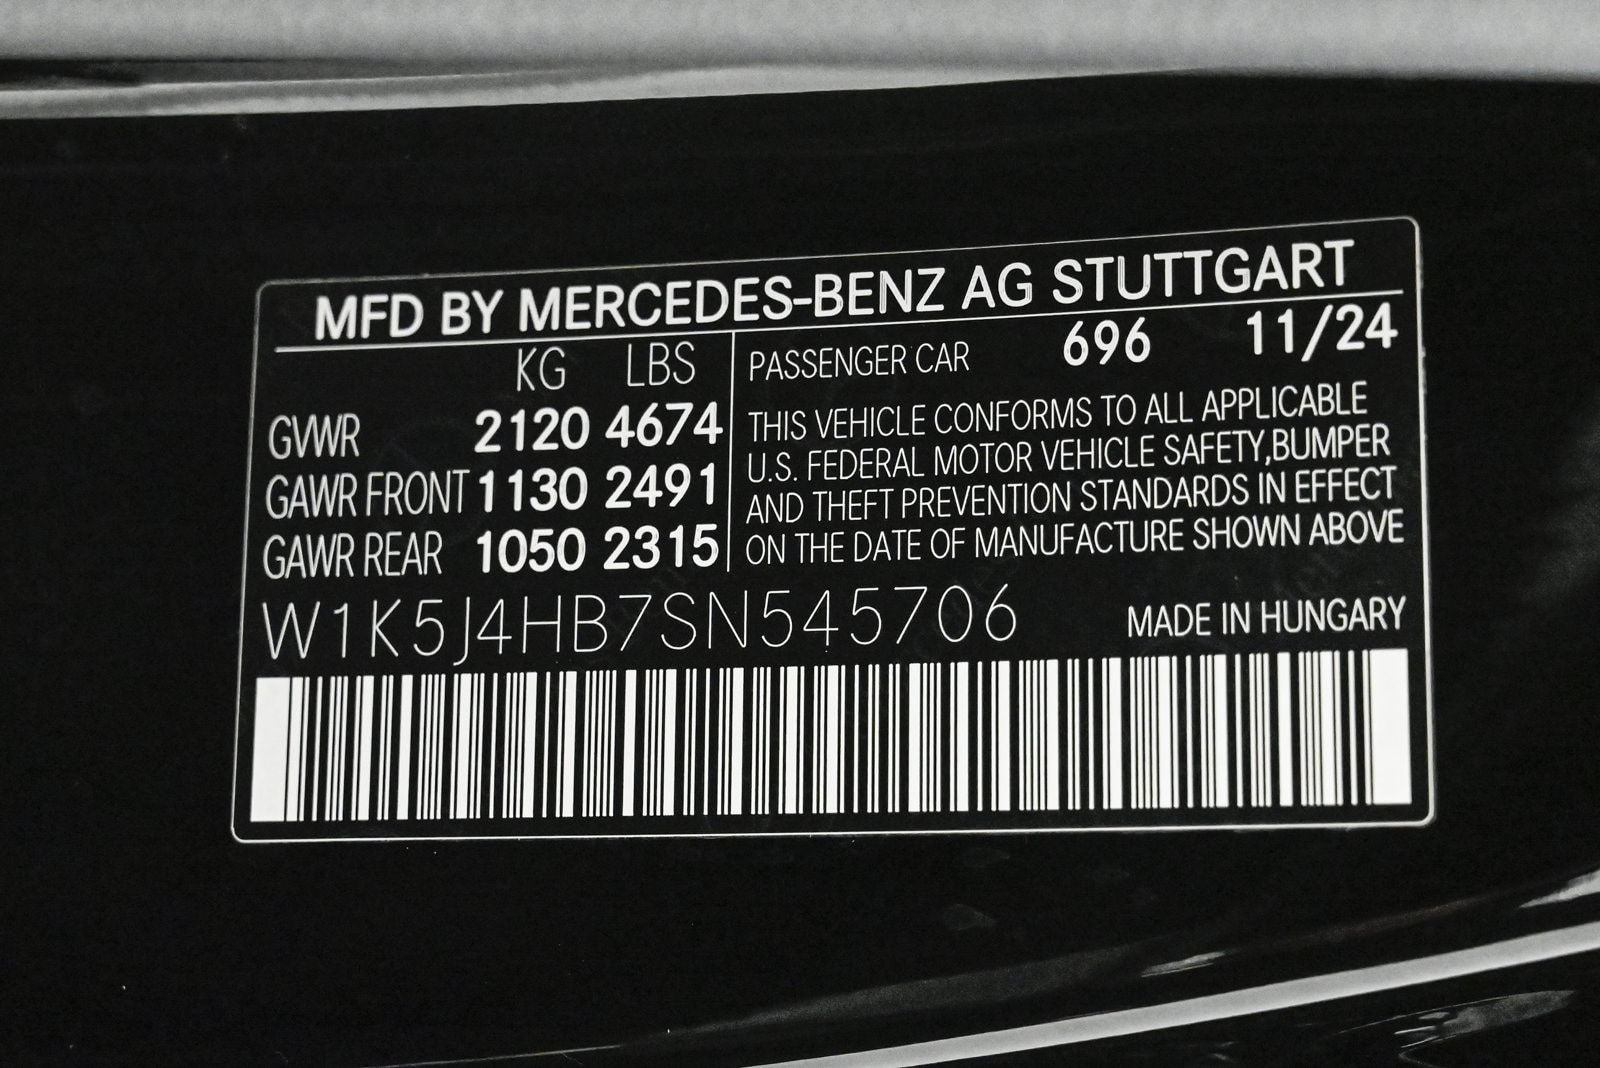 MFD BY MERCEDES-BENZ AG STUTTGART
KG LBS PASSENGER CAR 696 11/24
GVWR 2120 4674
GAWR FRONT 1130 2491
GAWR REAR 1050 2315
THIS VEHICLE CONFORMS TO ALL APPLICABLE
U.S. FEDERAL MOTOR VEHICLE SAFETY,BUMPER
AND THEFT PREVENTION STANDARDS IN EFFECT
ON THE DATE OF MANUFACTURE SHOWN ABOVE
W1K5J4HB7SN545706 MADE IN HUNGARY